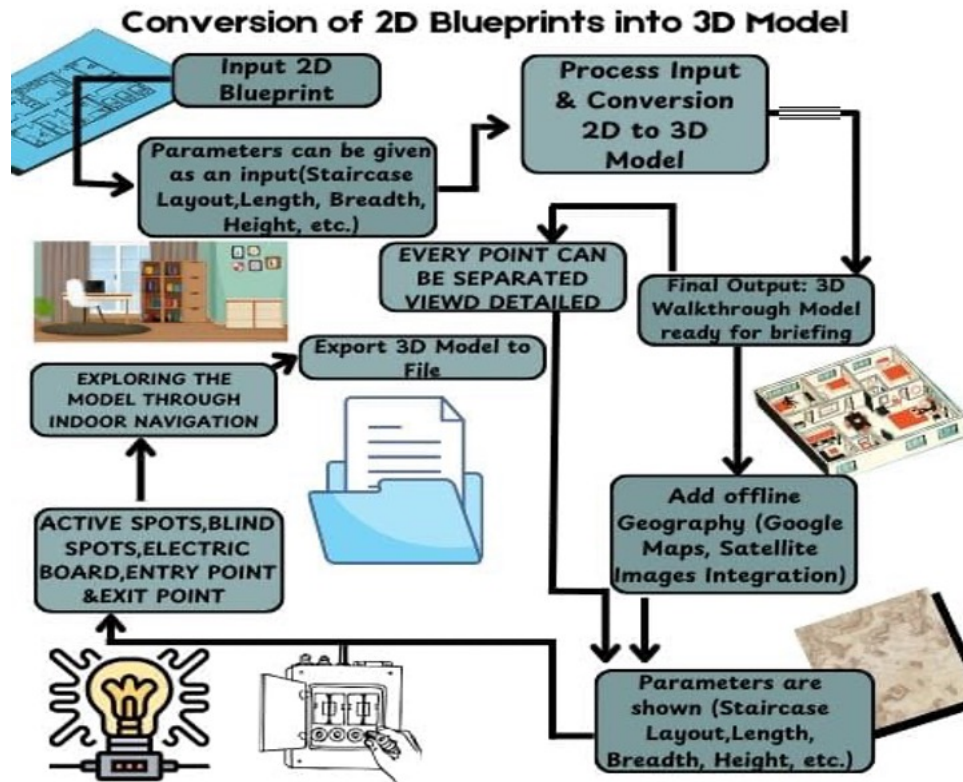 Conversion of 2D Blueprints into 3D Model
Input 2D
Blueprint
Parameters can be given
as an input(Staircase
Layout,Length, Breadth,
Height, etc.)
Process Input
& Conversion
2D to 3D
Model
EVERY POINT CAN
BE SEPARATED
VIEWD DETAILED
Final Output: 3D
Walkthrough Model
ready for briefing
Export 3D Model to
File
EXPLORING THE
MODEL THROUGH
INDOOR NAVIGATION
Add offline
Geography (Google
Maps, Satellite
Images Integration)
ACTIVE SPOTS,BLIND
SPOTS,ELECTRIC
BOARD,ENTRY POINT
&EXIT POINT
Parameters are
shown (Staircase
Layout,Length,
Breadth, Height, etc.)